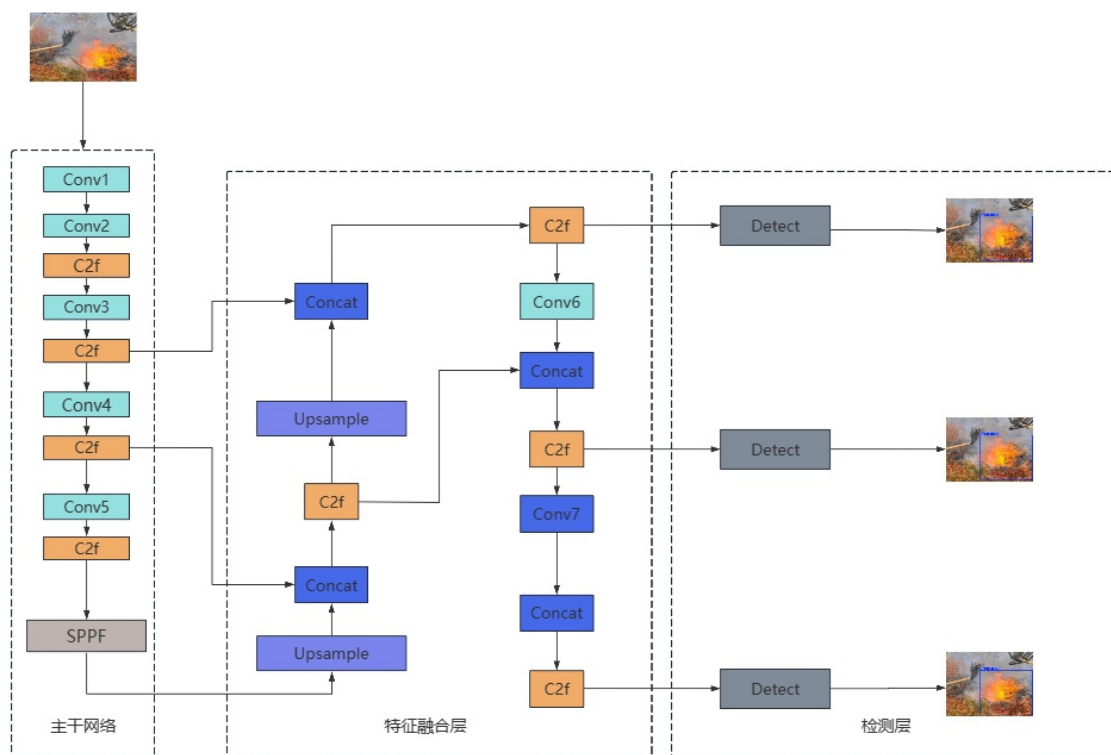 Conv1
Conv2
C2f
Conv3
C2f
Conv4
C2f
Conv5
C2f
SPPF
主干网络
Concat
Upsample
C2f
Concat
Upsample
C2f
Conv6
Concat
C2f
Conv7
Concat
C2f
特征融合层
Detect
Detect
Detect
检测层